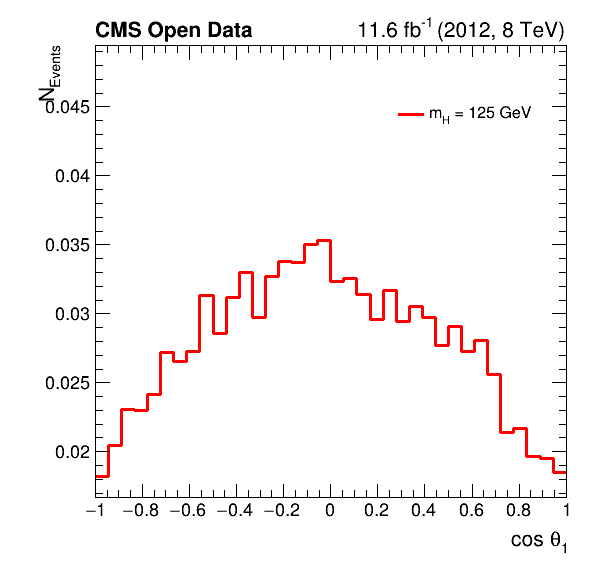 CMS Open Data 11.6 fb⁻¹ (2012, 8 TeV)
N_Events
m_H = 125 GeV
0.045
0.04
0.035
0.03
0.025
0.02
−1 −0.8 −0.6 −0.4 −0.2 0 0.2 0.4 0.6 0.8 1
cos θ₁